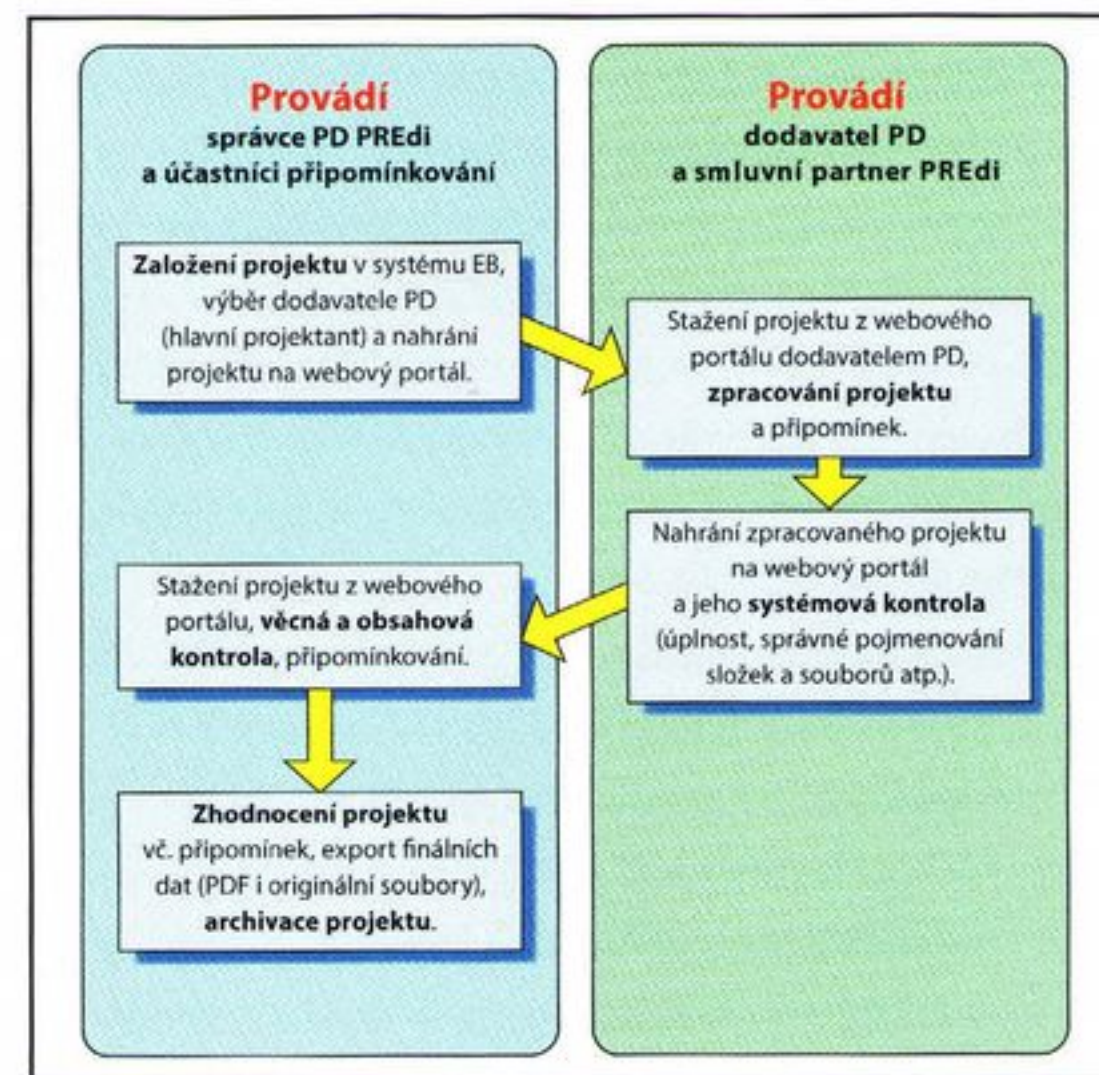 Provádí
správce PD PREdi
a účastníci připomínkování
Založení projektu v systému EB,
výběr dodavatele PD
(hlavní projektant) a nahrání
projektu na webový portál.
Stažení projektu z webového
portálu, věcná a obsahová
kontrola, připomínkování.
Zhodnocení projektu
vč. připomínek, export finálních
dat (PDF i originální soubory),
archivace projektu.
Provádí
dodavatel PD
a smluvní partner PREdi
Stažení projektu z webového
portálu dodavatelem PD,
zpracování projektu
a připomínek.
Nahrání zpracovaného projektu
na webový portál
a jeho systémová kontrola
(úplnost, správné pojmenování
složek a souborů atp.).